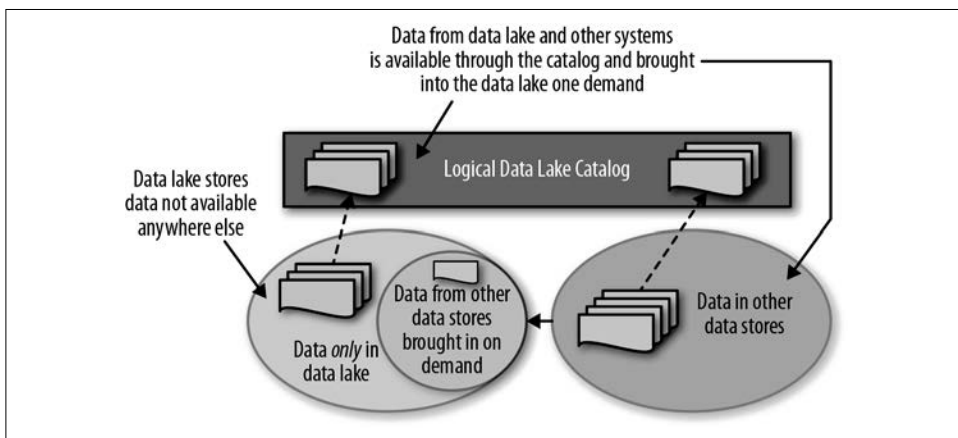 Data from data lake and other systems
is available through the catalog and brought
into the data lake one demand
Logical Data Lake Catalog
Data lake stores
data not available
anywhere else
Data from other
data stores
brought in on
demand
Data only in
data lake
Data in other
data stores